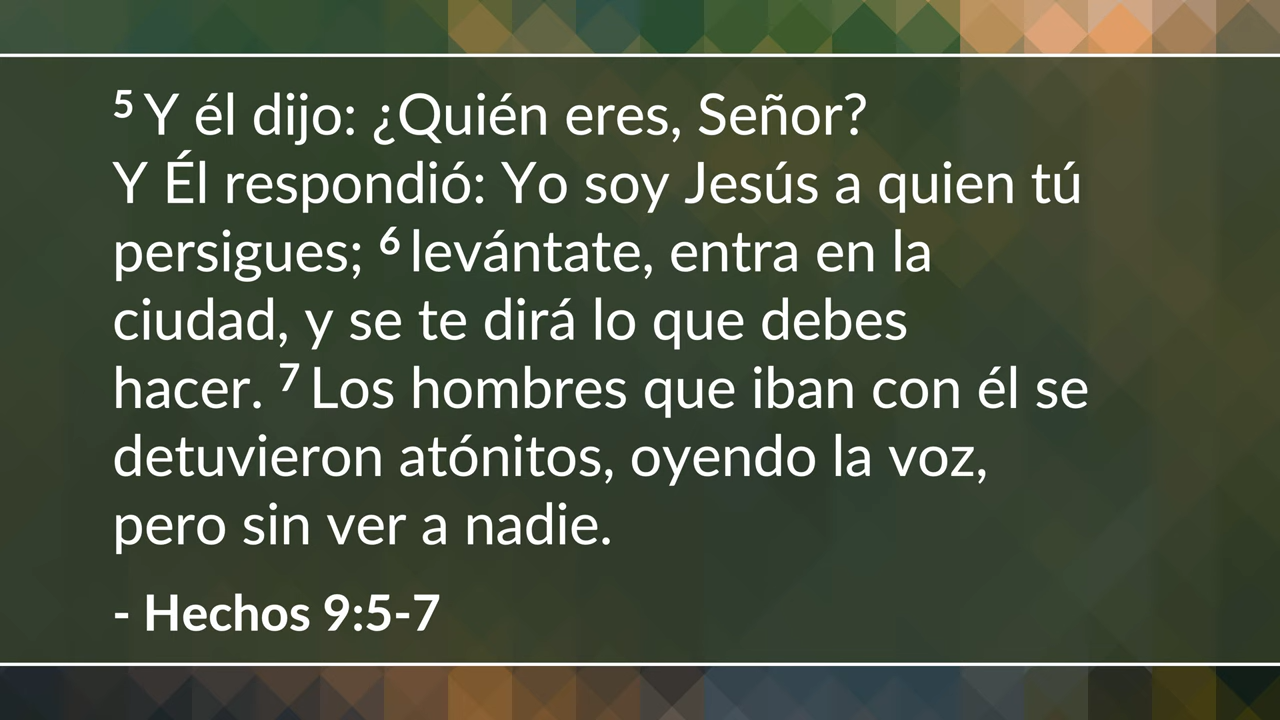 5 Y él dijo: ¿Quién eres, Señor?
Y Él respondió: Yo soy Jesús a quien tú
persigues; 6 levántate, entra en la
ciudad, y se te dirá lo que debes
hacer. 7 Los hombres que iban con él se
detuvieron atónitos, oyendo la voz,
pero sin ver a nadie.
- Hechos 9:5-7